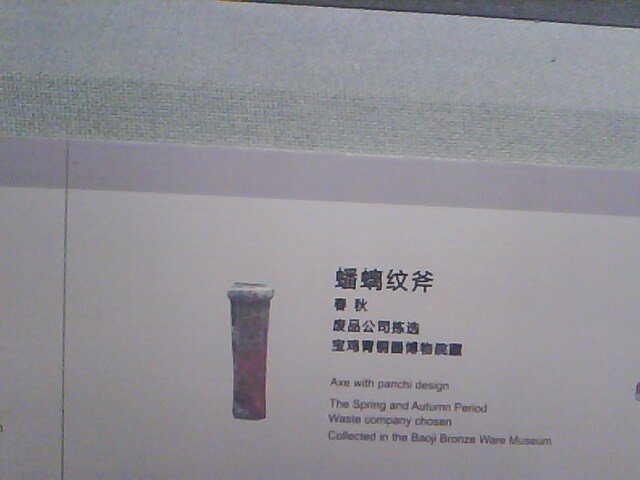 蟠螭纹斧
春秋
废品公司拣选
宝鸡青铜器博物院藏
Axe with panchi design
The Spring and Autumn Period
Waste company chosen
Collected in the Baoji Bronze Ware Museum